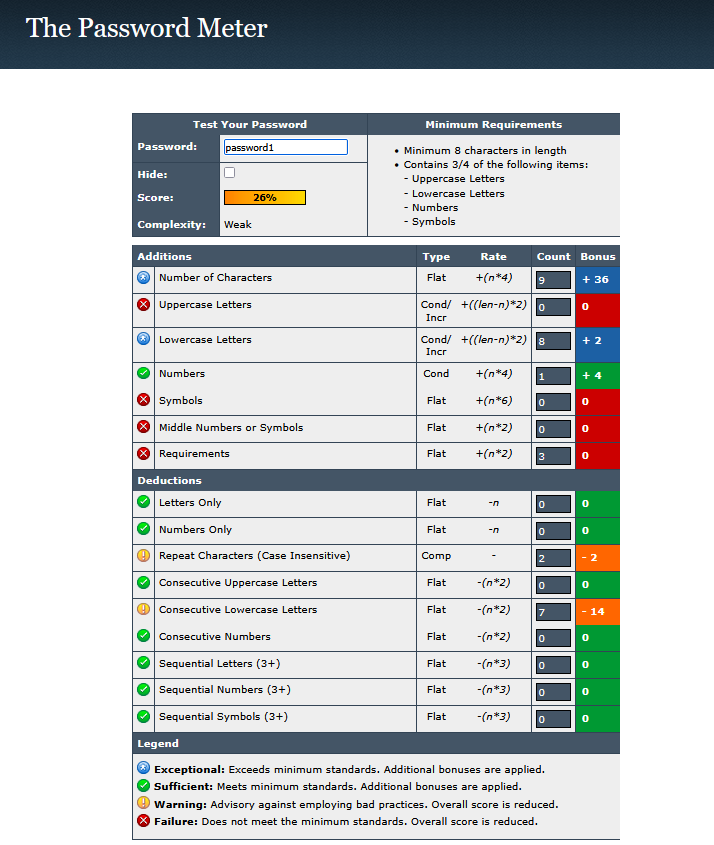 The Password Meter
Test Your Password
Minimum Requirements
Password:
password1
Hide:
Score:
26%
Complexity:
Weak
• Minimum 8 characters in length
• Contains 3/4 of the following items:
- Uppercase Letters
- Lowercase Letters
- Numbers
- Symbols
Additions Type Rate Count Bonus
Number of Characters Flat +(n*4) 9 + 36
Uppercase Letters Cond/ +((len-n)*2) 0 0
Incr
Lowercase Letters Cond/ +((len-n)*2) 8 + 2
Incr
Numbers Cond +(n*4) 1 + 4
Symbols Flat +(n*6) 0 0
Middle Numbers or Symbols Flat +(n*2) 0 0
Requirements Flat +(n*2) 3 0
Deductions
Letters Only Flat -n 0 0
Numbers Only Flat -n 0 0
Repeat Characters (Case Insensitive) Comp - 2 - 2
Consecutive Uppercase Letters Flat -(n*2) 0 0
Consecutive Lowercase Letters Flat -(n*2) 7 - 14
Consecutive Numbers Flat -(n*2) 0 0
Sequential Letters (3+) Flat -(n*3) 0 0
Sequential Numbers (3+) Flat -(n*3) 0 0
Sequential Symbols (3+) Flat -(n*3) 0 0
Legend
Exceptional: Exceeds minimum standards. Additional bonuses are applied.
Sufficient: Meets minimum standards. Additional bonuses are applied.
Warning: Advisory against employing bad practices. Overall score is reduced.
Failure: Does not meet the minimum standards. Overall score is reduced.